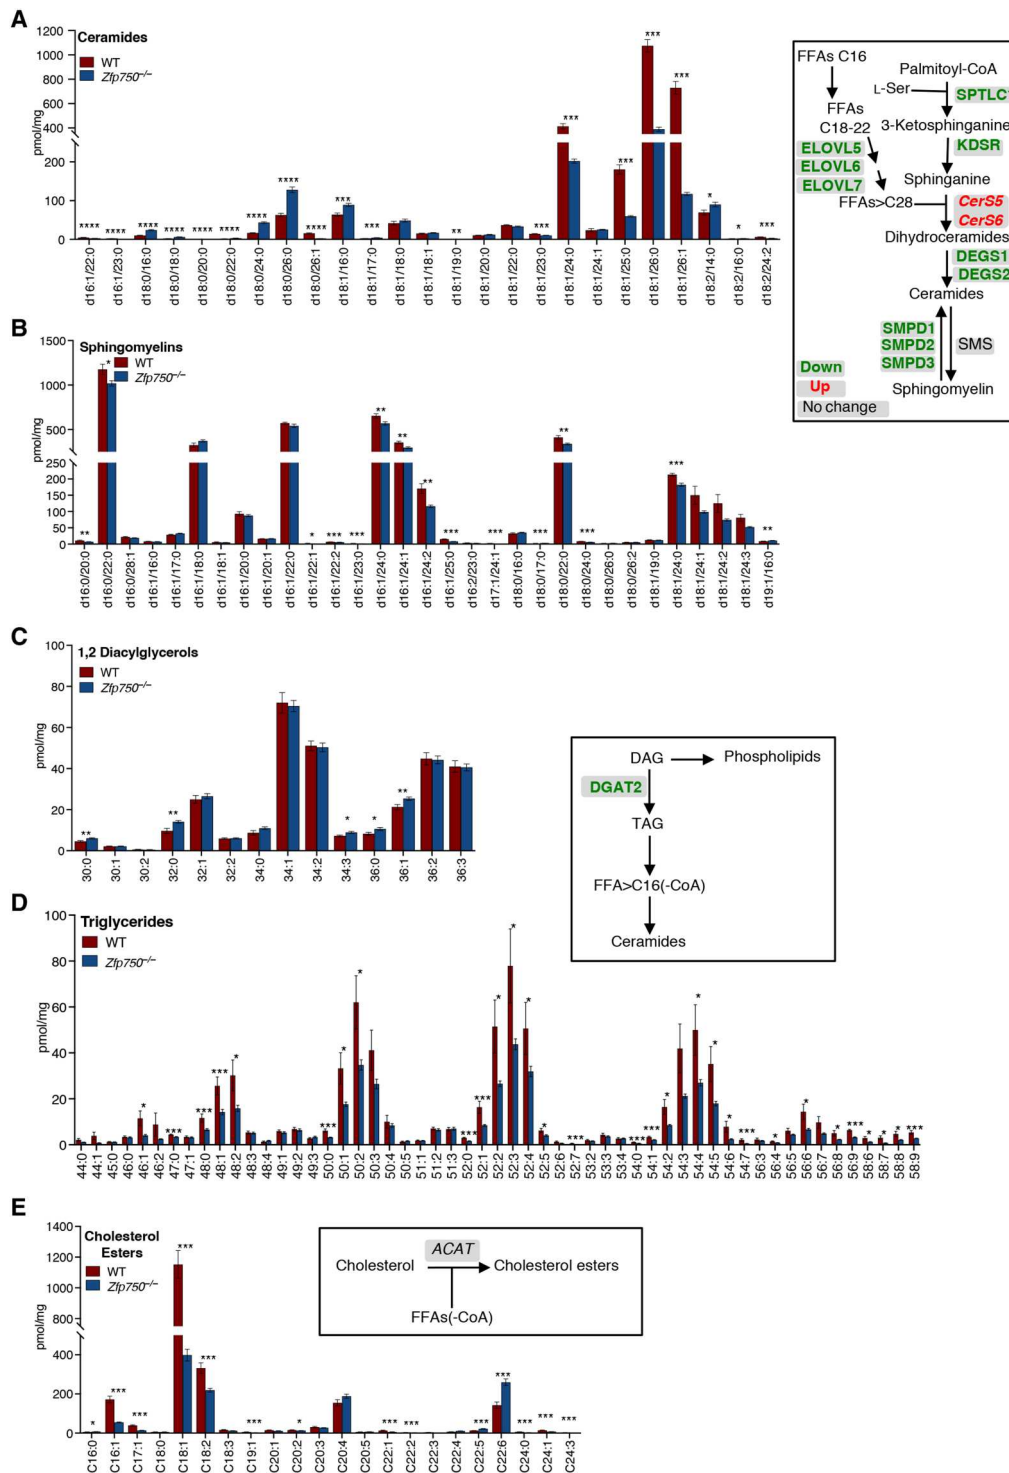 A
Ceramides
WT
Zfp750–/–
pmol/mg
1200
1000
800
600
400
200
100
0
**** **** **** **** **** **** **** **** **** *** *** ** *** *** *** *** *** * * ***
d16:1/22:0
d16:1/23:0
d18:0/16:0
d18:0/18:0
d18:0/20:0
d18:0/22:0
d18:0/24:0
d18:0/26:0
d18:0/26:1
d18:1/16:0
d18:1/17:0
d18:1/18:0
d18:1/18:1
d18:1/19:0
d18:1/20:0
d18:1/22:0
d18:1/23:0
d18:1/24:0
d18:1/24:1
d18:1/25:0
d18:1/26:0
d18:1/26:1
d18:2/14:0
d18:2/16:0
d18:2/24:2
FFAs C16
Palmitoyl-CoA
L-Ser
SPTLC
FFAs
C18-22
3-Ketosphinganine
ELOVL5
KDSR
ELOVL6
ELOVL7
Sphinganine
FFAs>C28
CerS5
CerS6
Dihydroceramides
DEGS1
DEGS2
Ceramides
SMPD1
SMPD2
SMS
SMPD3
Down
Up
Sphingomyelin
No change
B
Sphingomyelins
WT
Zfp750–/–
pmol/mg
1500
1000
500
250
200
150
100
50
0
** * * *** *** ** ** ** *** *** *** ** *** *** **
d16:0/20:0
d16:0/22:0
d16:0/28:1
d16:1/16:0
d16:1/17:0
d16:1/18:0
d16:1/18:1
d16:1/20:0
d16:1/20:1
d16:1/22:0
d16:1/22:1
d16:1/22:2
d16:1/23:0
d16:1/24:0
d16:1/24:1
d16:1/24:2
d16:1/25:0
d16:2/23:0
d17:1/24:1
d18:0/16:0
d18:0/17:0
d18:0/22:0
d18:0/24:0
d18:0/26:0
d18:0/26:2
d18:1/19:0
d18:1/24:0
d18:1/24:1
d18:1/24:2
d18:1/24:3
d19:1/16:0
C
1,2 Diacylglycerols
WT
Zfp750–/–
pmol/mg
100
80
60
40
20
0
** ** * * **
30:0
30:1
30:2
32:0
32:1
32:2
34:0
34:1
34:2
34:3
36:0
36:1
36:2
36:3
DAG
Phospholipids
DGAT2
TAG
FFA>C16(-CoA)
Ceramides
D
Triglycerides
WT
Zfp750–/–
pmol/mg
100
80
60
40
20
0
44:0
44:1
45:0
46:0
46:1
46:2
47:0
47:1
48:0
48:1
48:2
48:3
48:4
49:1
49:2
49:3
50:0
50:1
50:2
50:3
50:4
50:5
51:1
51:2
51:3
52:0
52:1
52:2
52:3
52:4
52:5
52:6
52:7
53:2
53:3
53:4
54:0
54:1
54:2
54:3
54:4
54:5
54:6
54:7
56:3
56:4
56:5
56:6
56:7
56:8
56:9
58:6
58:7
58:8
58:9
E
Cholesterol
Esters
WT
Zfp750–/–
pmol/mg
1400
1200
1000
800
400
200
0
* *** *** *** *** *** * *** *** *** *** *** *** ***
C16:0
C16:1
C17:1
C18:0
C18:1
C18:2
C18:3
C19:1
C20:1
C20:2
C20:3
C20:4
C20:5
C22:1
C22:2
C22:3
C22:4
C22:5
C22:6
C24:0
C24:1
C24:3
ACAT
Cholesterol
Cholesterol esters
FFAs(-CoA)